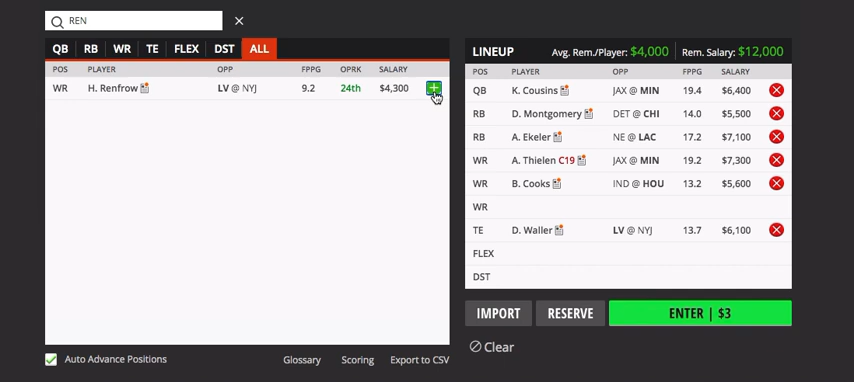 REN
QB RB WR TE FLEX DST ALL
POS PLAYER OPP FPPG OPRK SALARY
WR H. Renfrow LV @ NYJ 9.2 24th $4,300
Auto Advance Positions Glossary Scoring Export to CSV
LINEUP Avg. Rem./Player: $4,000 Rem. Salary: $12,000
POS PLAYER OPP FPPG SALARY
QB K. Cousins JAX @ MIN 19.4 $6,400
RB D. Montgomery DET @ CHI 14.0 $5,500
RB A. Ekeler NE @ LAC 17.2 $7,100
WR A. Thielen C19 JAX @ MIN 19.2 $7,300
WR B. Cooks IND @ HOU 13.2 $5,600
WR
TE D. Waller LV @ NYJ 13.7 $6,100
FLEX
DST
IMPORT RESERVE ENTER | $3
Clear